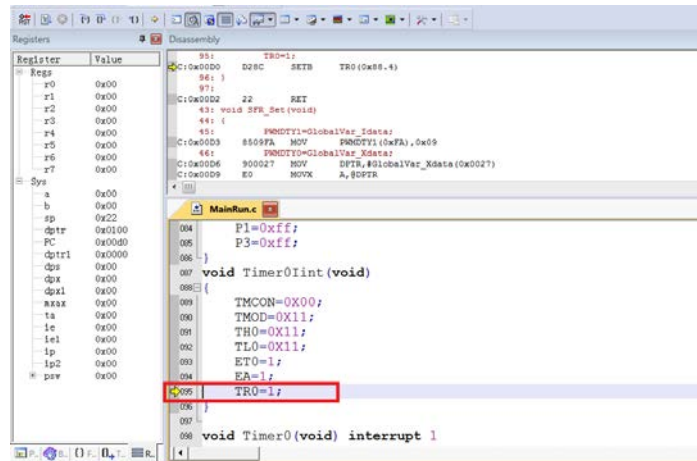 Registers
Register Value
Regs
r0 0x00
r1 0x00
r2 0x00
r3 0x00
r4 0x00
r5 0x00
r6 0x00
r7 0x00
Sys
a 0x00
b 0x00
sp 0x22
dptr 0x0100
PC 0x00d0
dptr1 0x0000
dps 0x00
dpx 0x00
dpx1 0x00
mxax 0x00
ta 0x00
ie 0x00
ie1 0x00
ip 0x00
ip2 0x00
psw 0x00
P.. B.. F.. T.. R..
Disassembly
95: TR0=1;
C:0x00D0 D28C SETB TR0(0x88.4)
96: }
97:
C:0x00D2 22 RET
43: void SFR_Set(void)
44: {
45: PWMDTY1=GlobalVar_Idata;
C:0x00D3 8509FA MOV PWMDTY1(0xFA),0x09
46: PWMDTY0=GlobalVar_Xdata;
C:0x00D6 900027 MOV DPTR,#GlobalVar_Xdata(0x0027)
C:0x00D9 E0 MOVX A,@DPTR
MainRun.c
084 P1=0xff;
085 P3=0xff;
086 }
087 void Timer0Iint(void)
088 {
089 TMCON=0X00;
090 TMOD=0X11;
091 TH0=0X11;
092 TL0=0X11;
093 ET0=1;
094 EA=1;
095 TR0=1;
096 }
097
098 void Timer0(void) interrupt 1